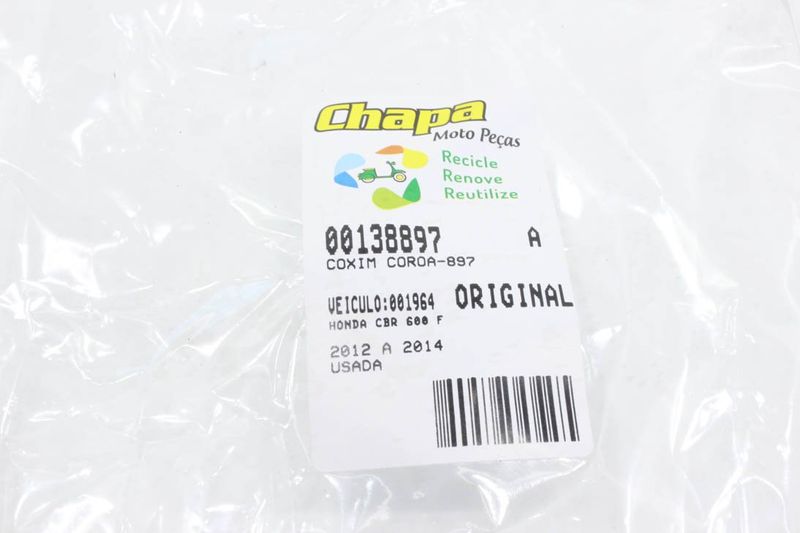 Chapa
Moto Peças
Recicle
Renove
Reutilize
00138897 A
COXIM COROA-897
VEICULO:001964 ORIGINAL
HONDA CBR 600 F
2012 A 2014
USADA